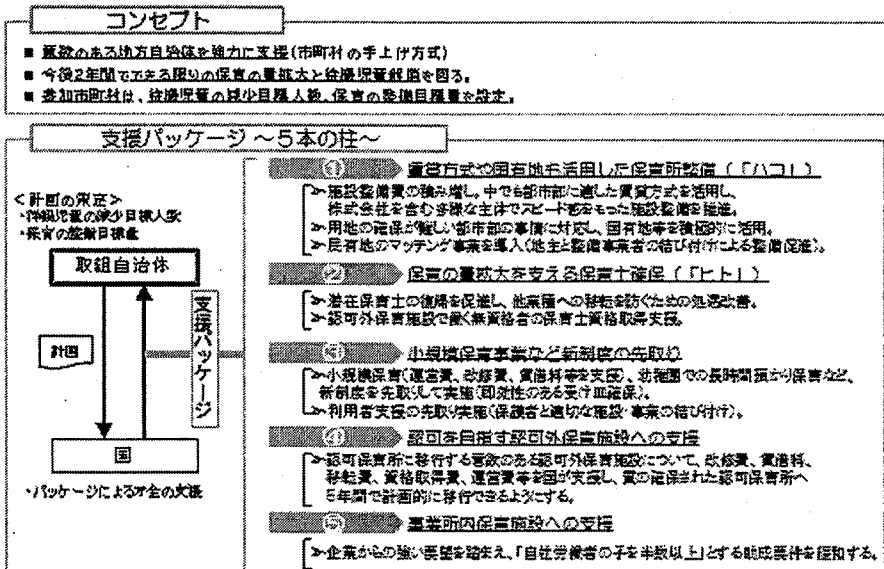 コンセプト
■ 意欲のある地方自治体を強力に支援(市町村の手上げ方式)
■ 今後2年間でできる限りの保育の量拡大と待機児童解消を図る。
■ 参加市町村は、待機児童の減少目標人数、保育の整備目標量を設定。
支援パッケージ ～5本の柱～
<計画の策定>
・待機児童の減少目標人数
・保育の整備目標量
取組自治体
計画
支援パッケージ
国
・パッケージによる万全の支援
① 賃貸方式や国有地も活用した保育所整備(「ハコ」)
➢施設整備費の積み増し。中でも都市部に適した賃貸方式を活用し、
株式会社を含む多様な主体でスピード感をもった施設整備を推進。
➢用地の確保が難しい都市部の事情に対応し、国有地等を積極的に活用。
➢民有地のマッチング事業を導入(地主と整備事業者の結び付けによる整備促進)。
② 保育の量拡大を支える保育士確保(「ヒト」)
➢潜在保育士の復帰を促進し、他業種への移転を防ぐための処遇改善。
➢認可外保育施設で働く無資格者の保育士資格取得支援。
③ 小規模保育事業など新制度の先取り
➢小規模保育(運営費、改修費、賃借料等を支援)、幼稚園での長時間預かり保育など、
新制度を先取りして実施(即効性のある受け皿確保)。
➢利用者支援の先取り実施(保護者と適切な施設・事業の結び付け)。
④ 認可を目指す認可外保育施設への支援
➢認可保育所に移行する意欲のある認可外保育施設について、改修費、賃借料、
移転費、資格取得費、運営費等を国が支援し、質の確保された認可保育所へ
5年間で計画的に移行できるようにする。
⑤ 事業所内保育施設への支援
➢企業からの強い要望を踏まえ、「自社労働者の子を半数以上」とする助成要件を緩和する。